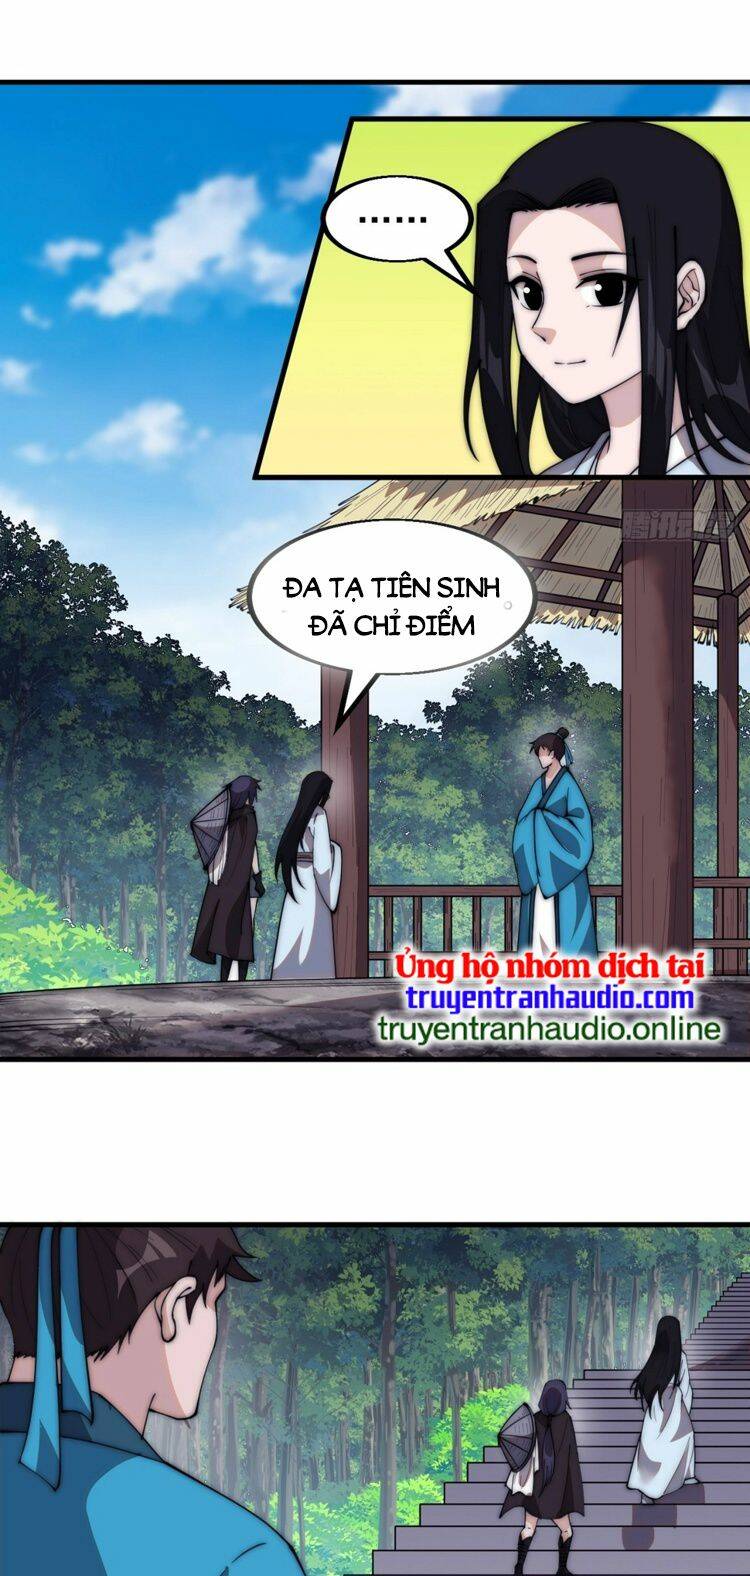 ......
ĐA TẠ TIÊN SINH
ĐÃ CHỈ ĐIỂM
Ủng hộ nhóm dịch tại
truyentranhaudio.com
truyentranhaudio.online